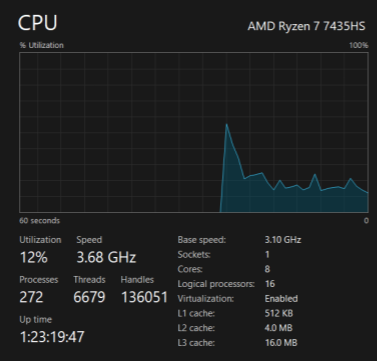 CPU
AMD Ryzen 7 7435HS
% Utilization 100%
60 seconds 0
Utilization Speed
12% 3.68 GHz
Processes Threads Handles
272 6679 136051
Up time
1:23:19:47
Base speed: 3.10 GHz
Sockets: 1
Cores: 8
Logical processors: 16
Virtualization: Enabled
L1 cache: 512 KB
L2 cache: 4.0 MB
L3 cache: 16.0 MB